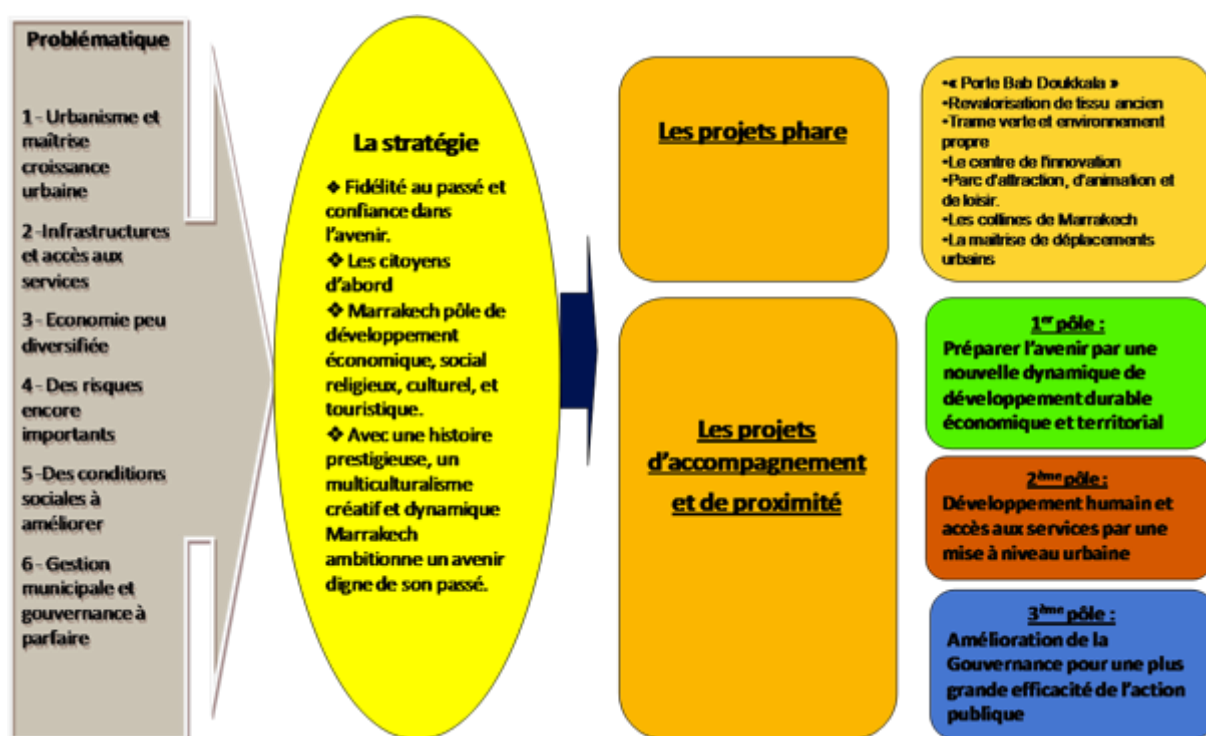 Problématique
1 - Urbanisme et
maîtrise
croissance
urbaine
2 -Infrastructures
et accès aux
services
3 - Economie peu
diversifiée
4 - Des risques
encore
importants
5 -Des conditions
sociales à
améliorer
6 - Gestion
municipale et
gouvernance à
parfaire
La stratégie
❖ Fidélité au passé et
confiance dans
l'avenir.
❖ Les citoyens
d'abord
❖ Marrakech pôle de
développement
économique, social
religieux, culturel, et
touristique.
❖ Avec une histoire
prestigieuse, un
multiculturalisme
créatif et dynamique
Marrakech
ambitionne un avenir
digne de son passé.
Les projets phare
•« Porte Bab Doukkala »
•Revalorisation de tissu ancien
•Trame verte et environnement
propre
•Le centre de l'innovation
•Parc d'attraction, d'animation et
de loisir.
•Les collines de Marrakech
•La maîtrise de déplacements
urbains
Les projets
d'accompagnement
et de proximité
1er pôle :
Préparer l'avenir par une
nouvelle dynamique de
développement durable
économique et territorial
2ème pôle :
Développement humain et
accès aux services par une
mise à niveau urbaine
3ème pôle :
Amélioration de la
Gouvernance pour une plus
grande efficacité de l'action
publique